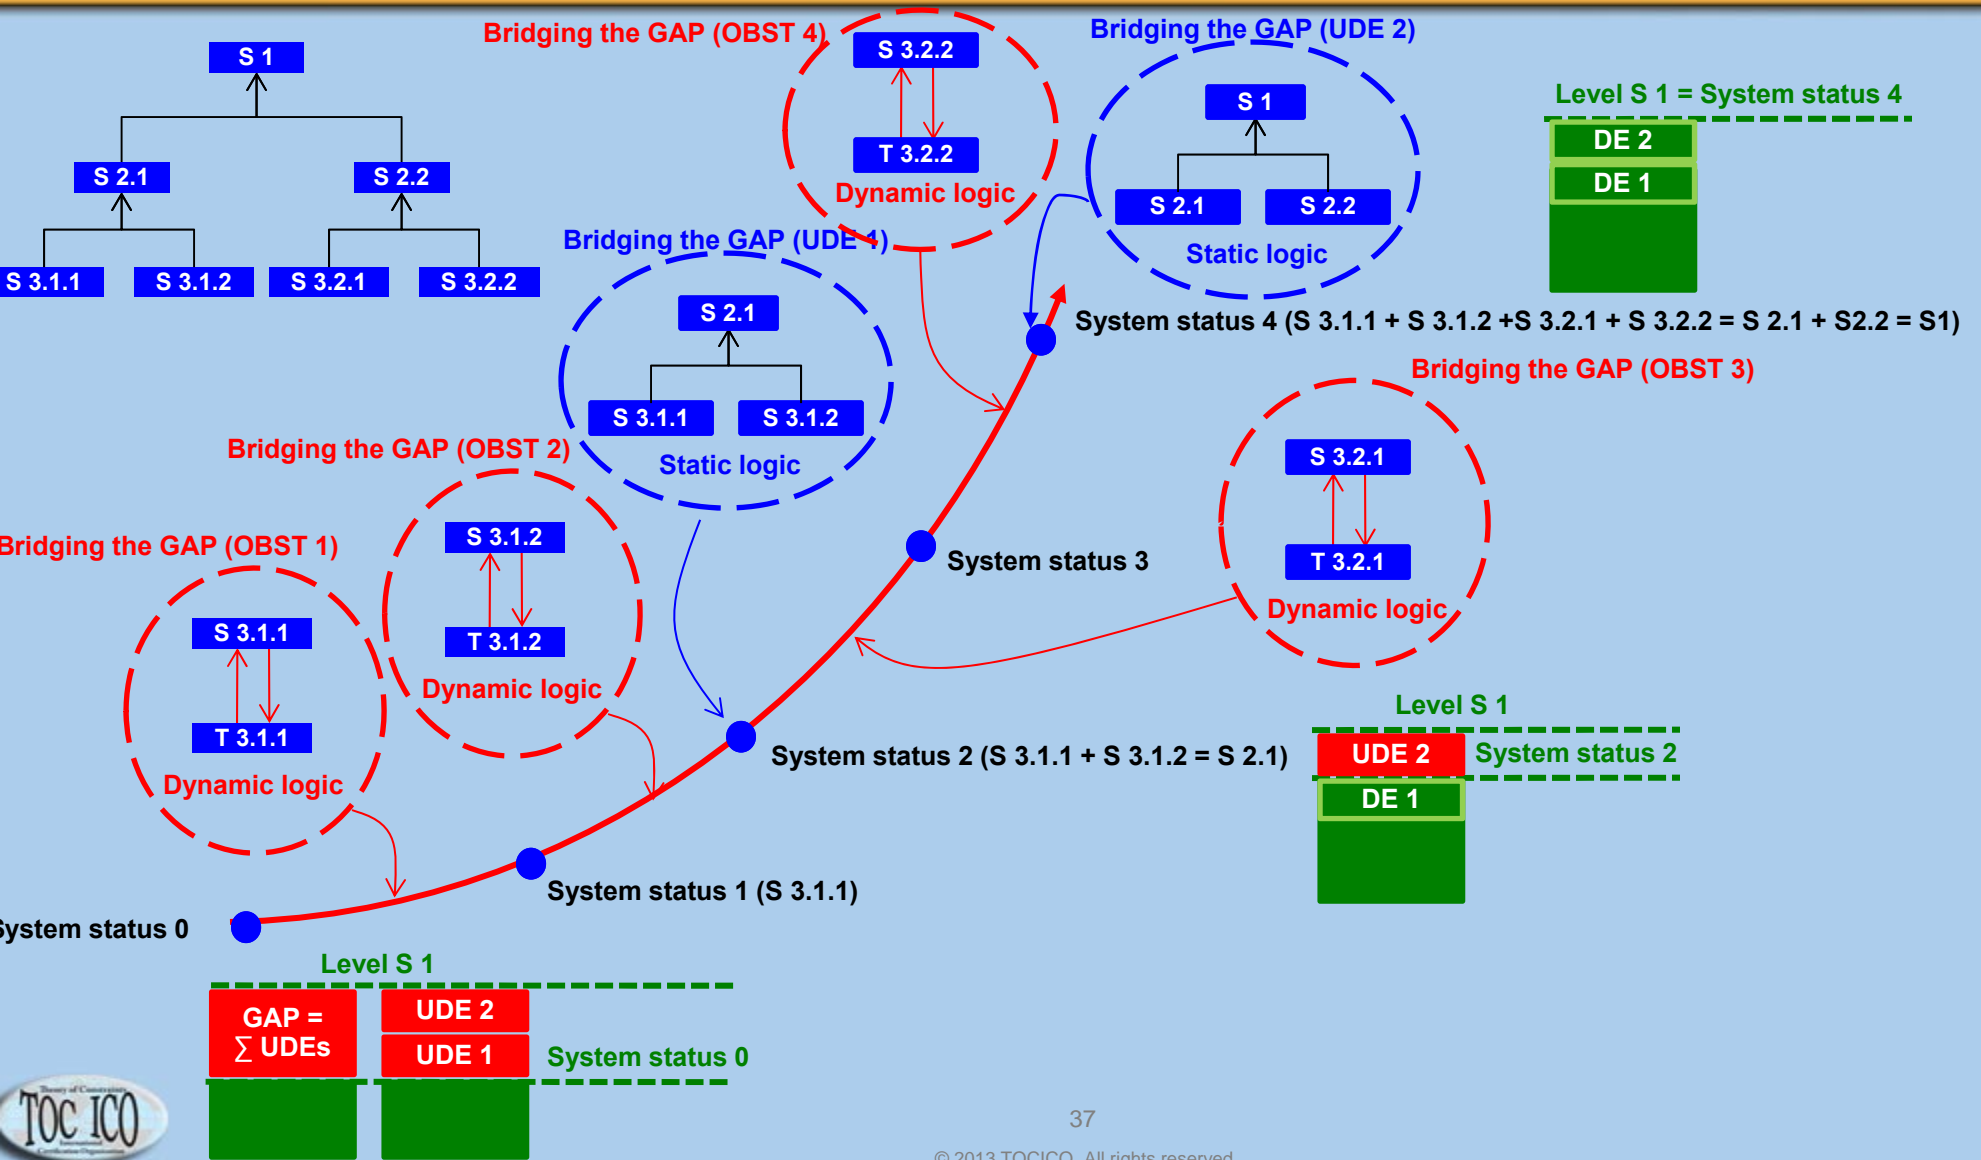 Bridging the GAP (OBST 4)
Bridging the GAP (UDE 2)
S 1
S 2.1
S 2.2
S 3.1.1
S 3.1.2
S 3.2.1
S 3.2.2
S 3.2.2
T 3.2.2
Dynamic logic
S 1
S 2.1
S 2.2
Static logic
Level S 1 = System status 4
DE 2
DE 1
Bridging the GAP (UDE 1)
S 2.1
S 3.1.1
S 3.1.2
Static logic
System status 4 (S 3.1.1 + S 3.1.2 +S 3.2.1 + S 3.2.2 = S 2.1 + S2.2 = S1)
Bridging the GAP (OBST 3)
S 3.2.1
T 3.2.1
Dynamic logic
Bridging the GAP (OBST 2)
S 3.1.2
T 3.1.2
Dynamic logic
Bridging the GAP (OBST 1)
S 3.1.1
T 3.1.1
Dynamic logic
System status 3
System status 2 (S 3.1.1 + S 3.1.2 = S 2.1)
Level S 1
UDE 2
System status 2
DE 1
System status 1 (S 3.1.1)
System status 0
Level S 1
GAP =
∑ UDEs
UDE 2
UDE 1
System status 0
Theory of Constraints
TOC ICO
International
Certification Organization
37
© 2013 TOCICO. All rights reserved